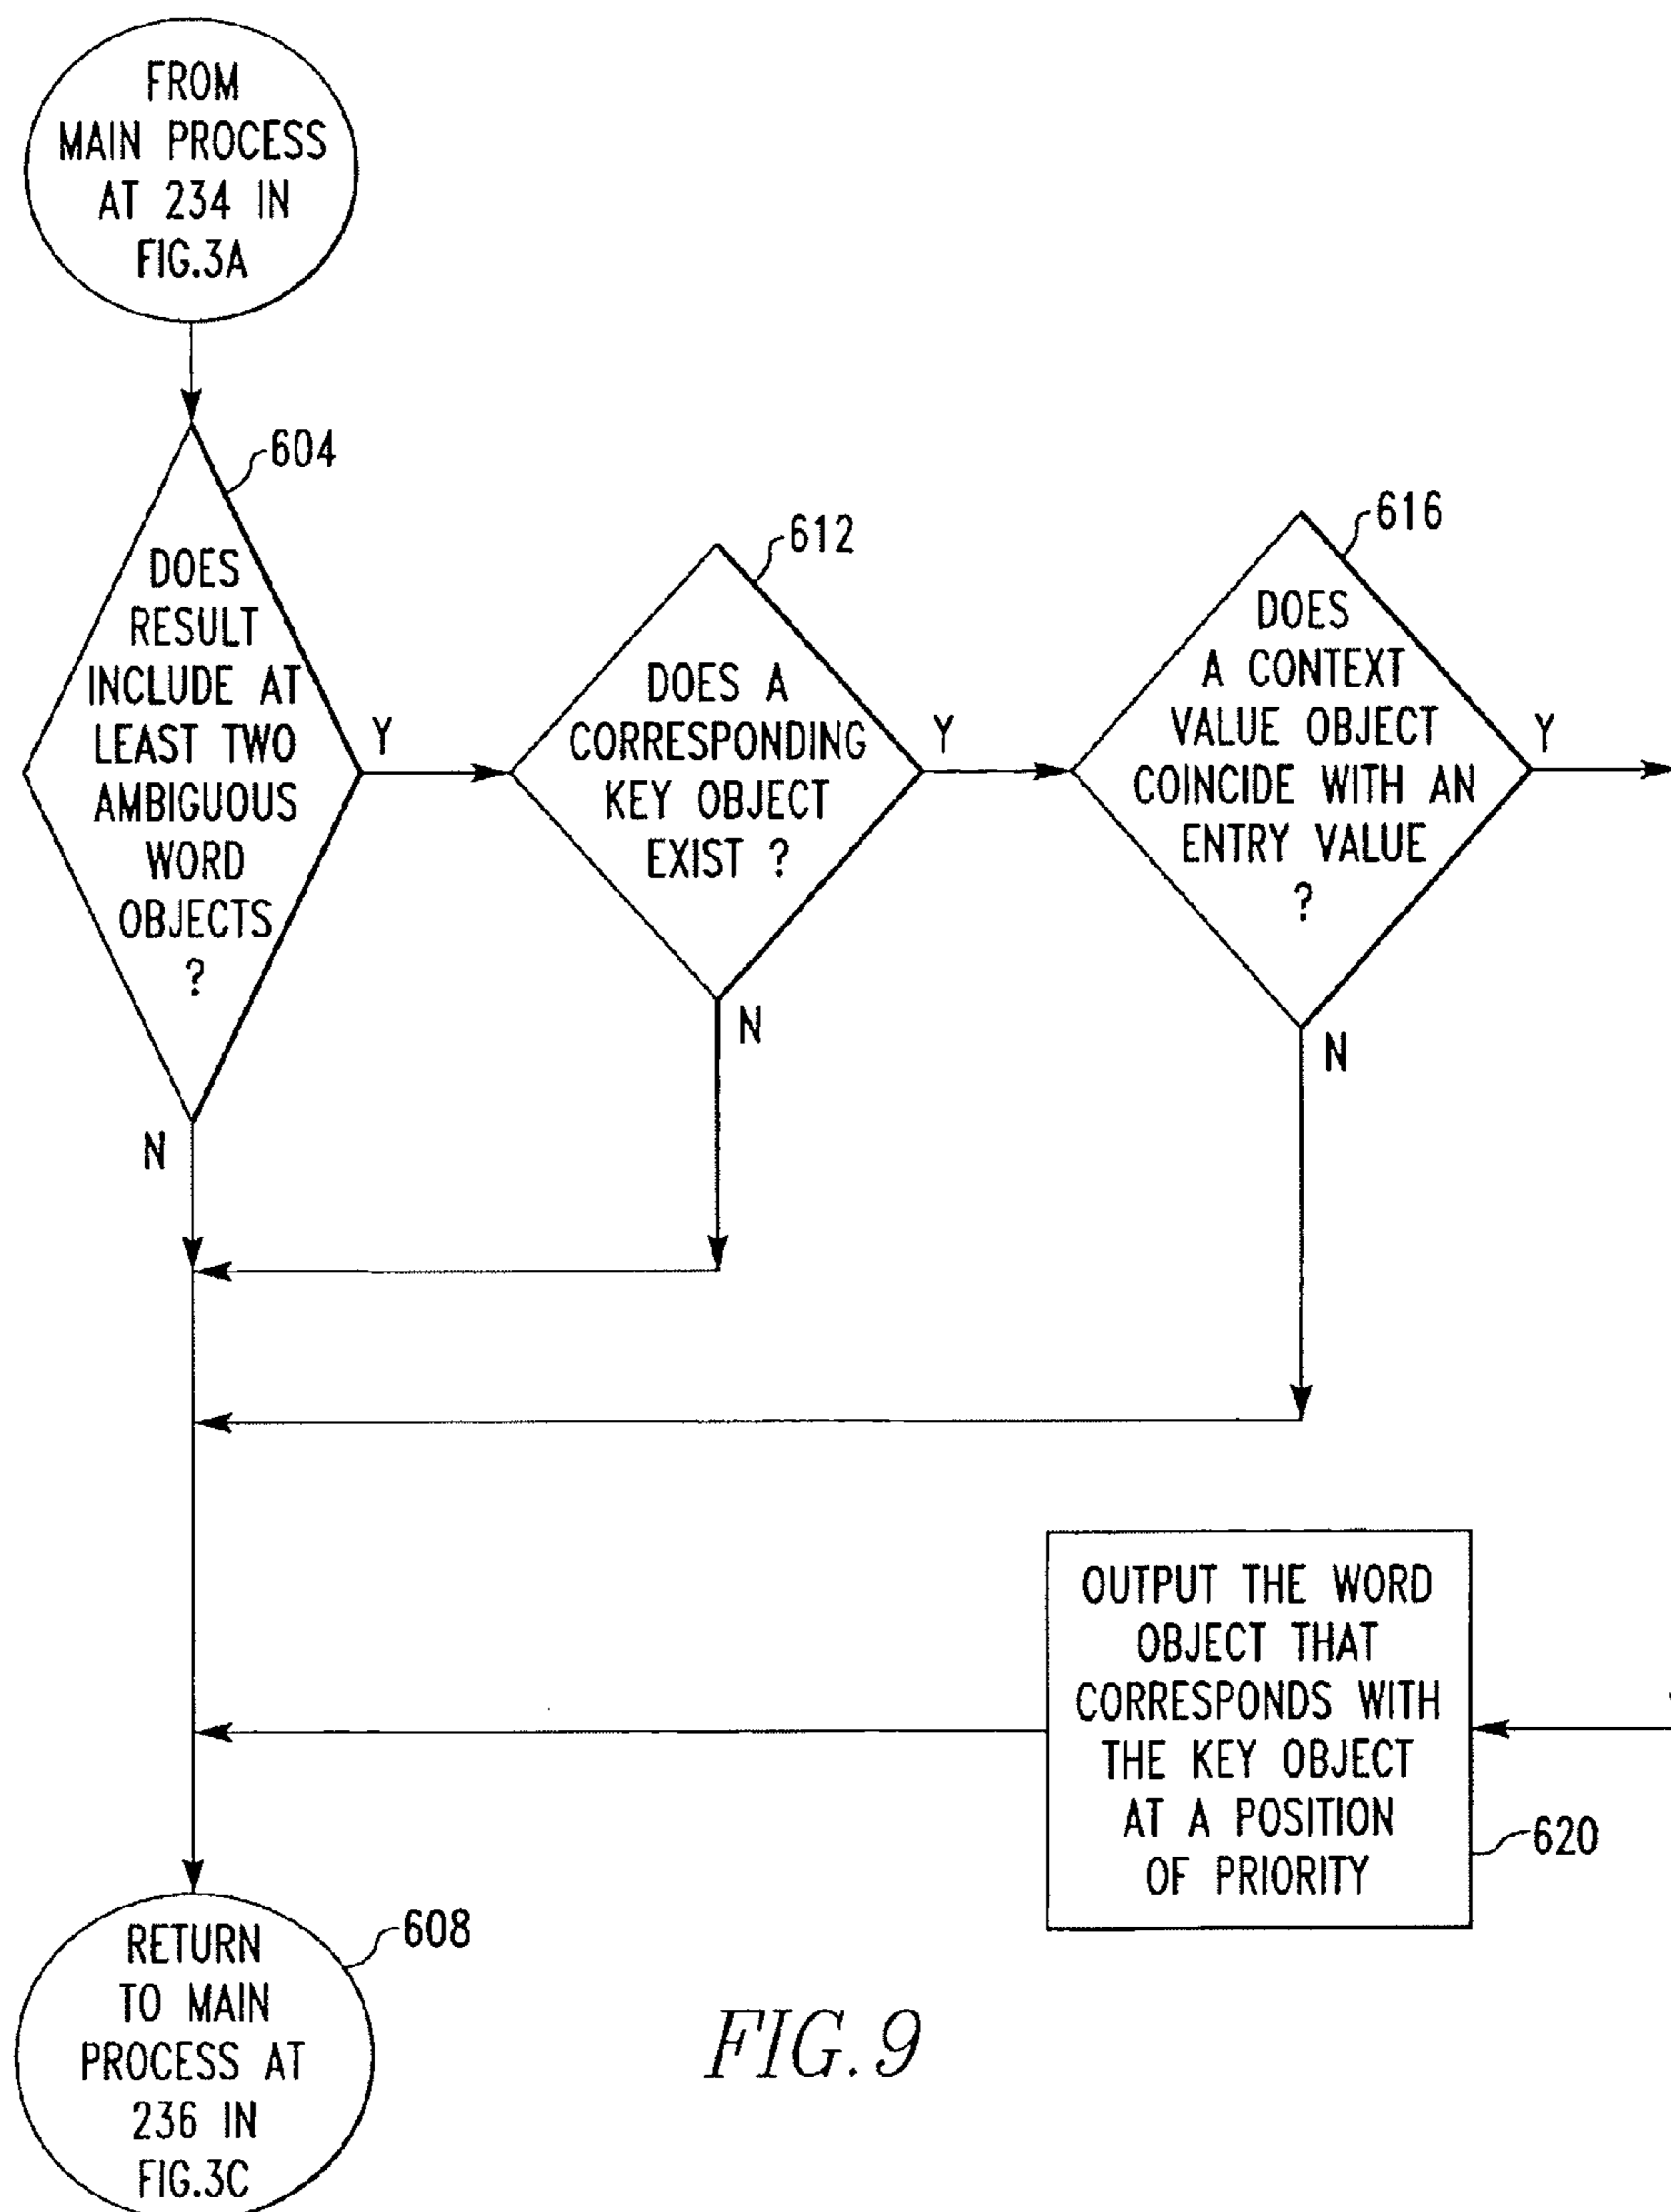 FROM
MAIN PROCESS
AT 234 IN
FIG.3A
604
DOES
RESULT
INCLUDE AT
LEAST TWO
AMBIGUOUS
WORD
OBJECTS
?
Y
N
612
DOES A
CORRESPONDING
KEY OBJECT
EXIST ?
Y
N
616
DOES
A CONTEXT
VALUE OBJECT
COINCIDE WITH AN
ENTRY VALUE
?
Y
N
OUTPUT THE WORD
OBJECT THAT
CORRESPONDS WITH
THE KEY OBJECT
AT A POSITION
OF PRIORITY
620
RETURN
TO MAIN
PROCESS AT
236 IN
FIG.3C
608
FIG. 9